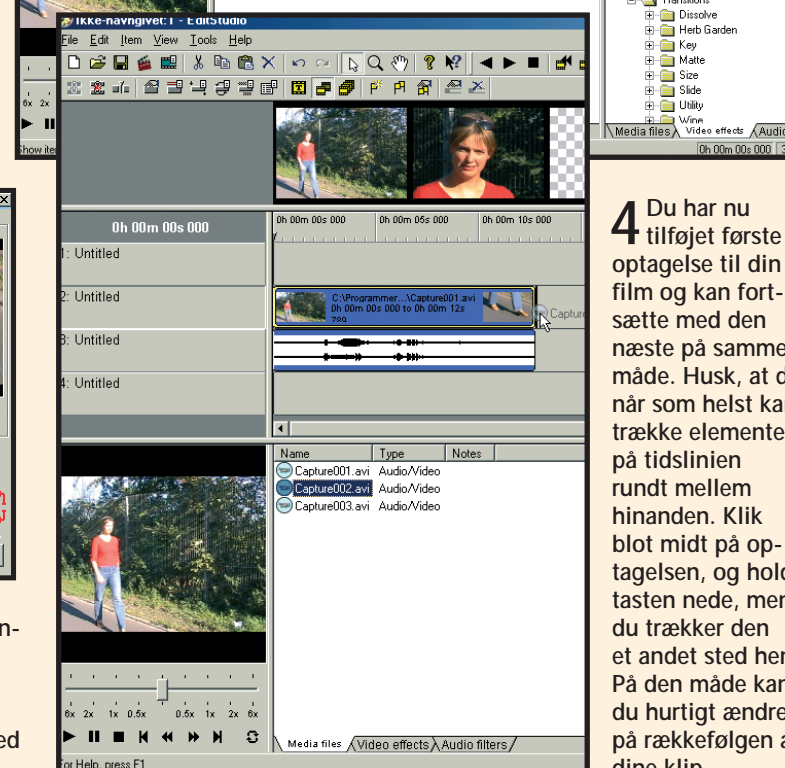 Transitions
Dissolve
Herb Garden
Key
Matte
Size
Slide
Utility
Wipe
Media files Video effects
0h 00m 00s 000
6x 2x
Ikke-navngivet: 1 - EditStudio
File Edit Item View Tools Help
0h 00m 00s 000
0h 00m 00s 000 0h 00m 05s 000 0h 00m 10s 000
1: Untitled
2: Untitled
C:\Programmer...\Capture001.avi
0h 00m 00s 000 to 0h 00m 12s
789
3: Untitled
4: Untitled
Name Type Notes
Capture001.avi Audio/Video
Capture002.avi Audio/Video
Capture003.avi Audio/Video
6x 2x 1x 0.5x 0.5x 1x 2x 6x
Media files Video effects Audio filters
For Help, press F1
4 Du har nu
tilføjet første
optagelse til din
film og kan fort-
sætte med den
næste på samme
måde. Husk, at
når som helst
trække
på tidslinien
rundt mellem
hinanden. Klik
blot midt på op-
tagelsen, og hold
tasten nede,
du trækker den
et andet sted
På den måde kan
du hurtigt ændre
på rækkefølgen
dine klip